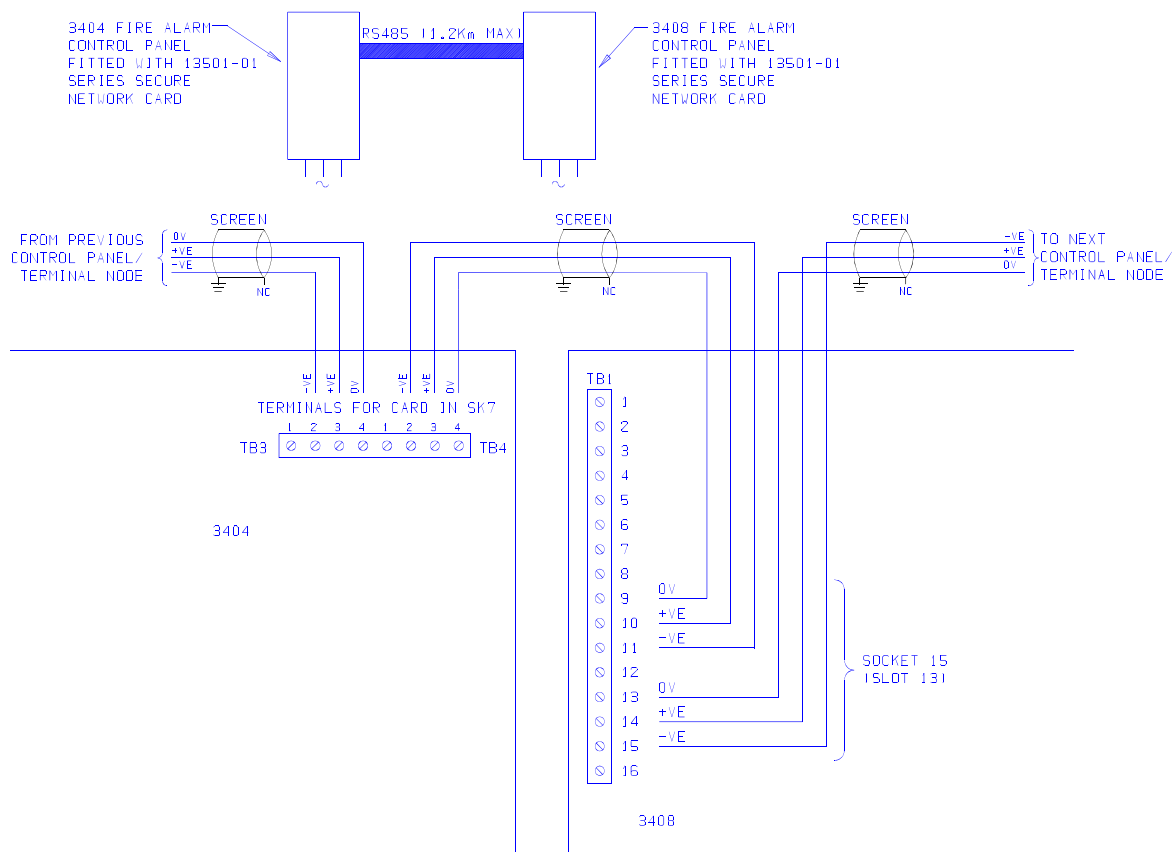 3404 FIRE ALARM
CONTROL PANEL
FITTED WITH 13501-01
SERIES SECURE
NETWORK CARD
RS485 (1.2Km MAX)
3408 FIRE ALARM
CONTROL PANEL
FITTED WITH 13501-01
SERIES SECURE
NETWORK CARD
FROM PREVIOUS
CONTROL PANEL/
TERMINAL NODE
0V
+VE
-VE
SCREEN
NC
SCREEN
NC
SCREEN
NC
-VE
+VE
0V
TO NEXT
CONTROL PANEL/
TERMINAL NODE
-VE
+VE
0V
-VE
+VE
0V
TERMINALS FOR CARD IN SK7
1 2 3 4 1 2 3 4
TB3
TB4
3404
TB1
1
2
3
4
5
6
7
8
9
10
11
12
13
14
15
16
0V
+VE
-VE
0V
+VE
-VE
SOCKET 15
(SLOT 13)
3408